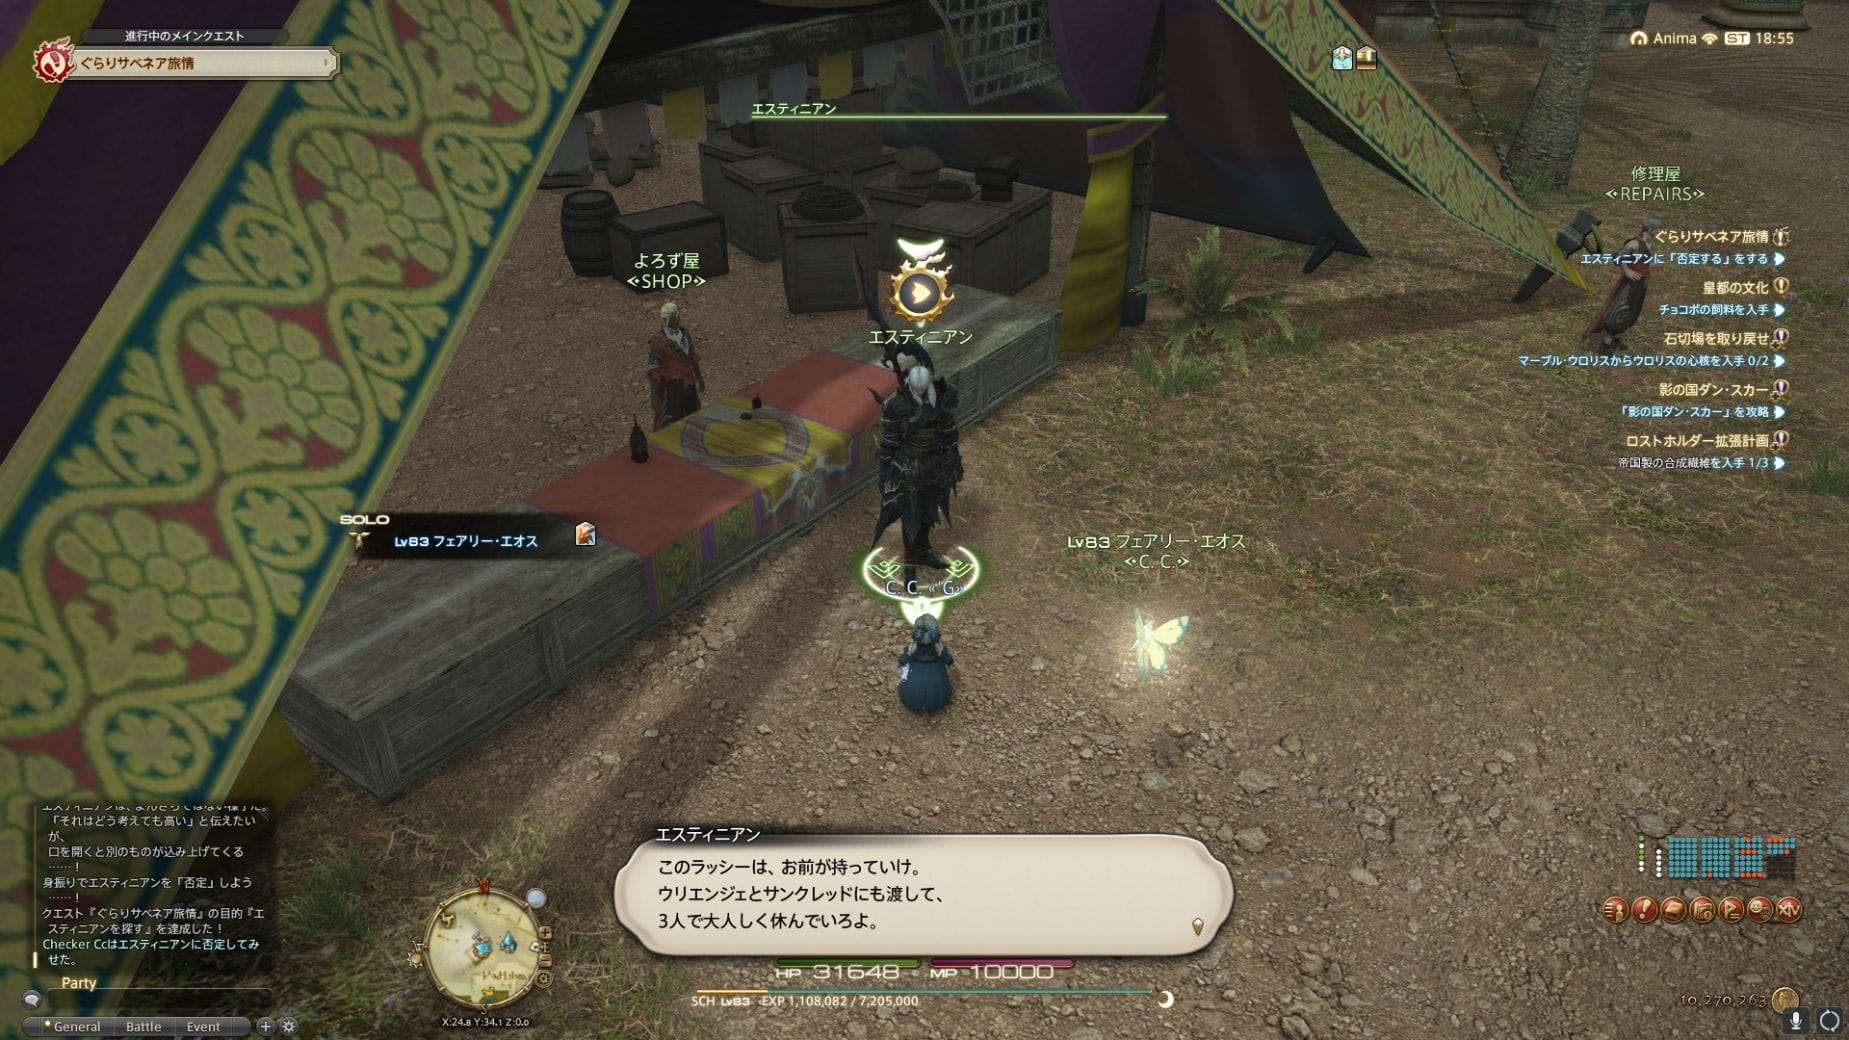 進行中のメインクエスト
ぐらりサベネア旅情
Anima ST 18:55
エスティニアン
修理屋
REPAIRS
ぐらりサベネア旅情
エスティニアンに「否定する」をする
皇都の文化
チョコボの飼料を入手
石切場を取り戻せ
マーブル・ウロリスからウロリスの心核を入手 0/2
影の国ダン・スカー
「影の国ダン・スカー」を攻略
ロストホルダー拡張計画
帝国製の合成繊維を入手 1/3
よろず屋
SHOP
エスティニアン
SOLO
Lv83 フェアリー・エオス
Lv83 フェアリー・エオス
C. C.
C. C. «"G»
「それはどう考えても高い」と伝えたい
が、
口を開くと別のものが込み上げてくる
……！
身振りでエスティニアンを「否定」しよう
……！
クエスト『ぐらりサベネア旅情』の目的『エ
スティニアンを探す』を達成した！
Checker Ccはエスティニアンに否定してみ
せた。
Party
General Battle Event
X:24.8 Y:34.1 Z:0.0
エスティニアン
このラッシーは、お前が持っていけ。
ウリエンジェとサンクレッドにも渡して、
3人で大人しく休んでいろよ。
HP 31648 MP 10000
SCH Lv83 EXP 1,108,082 / 7,205,000
10,270,263